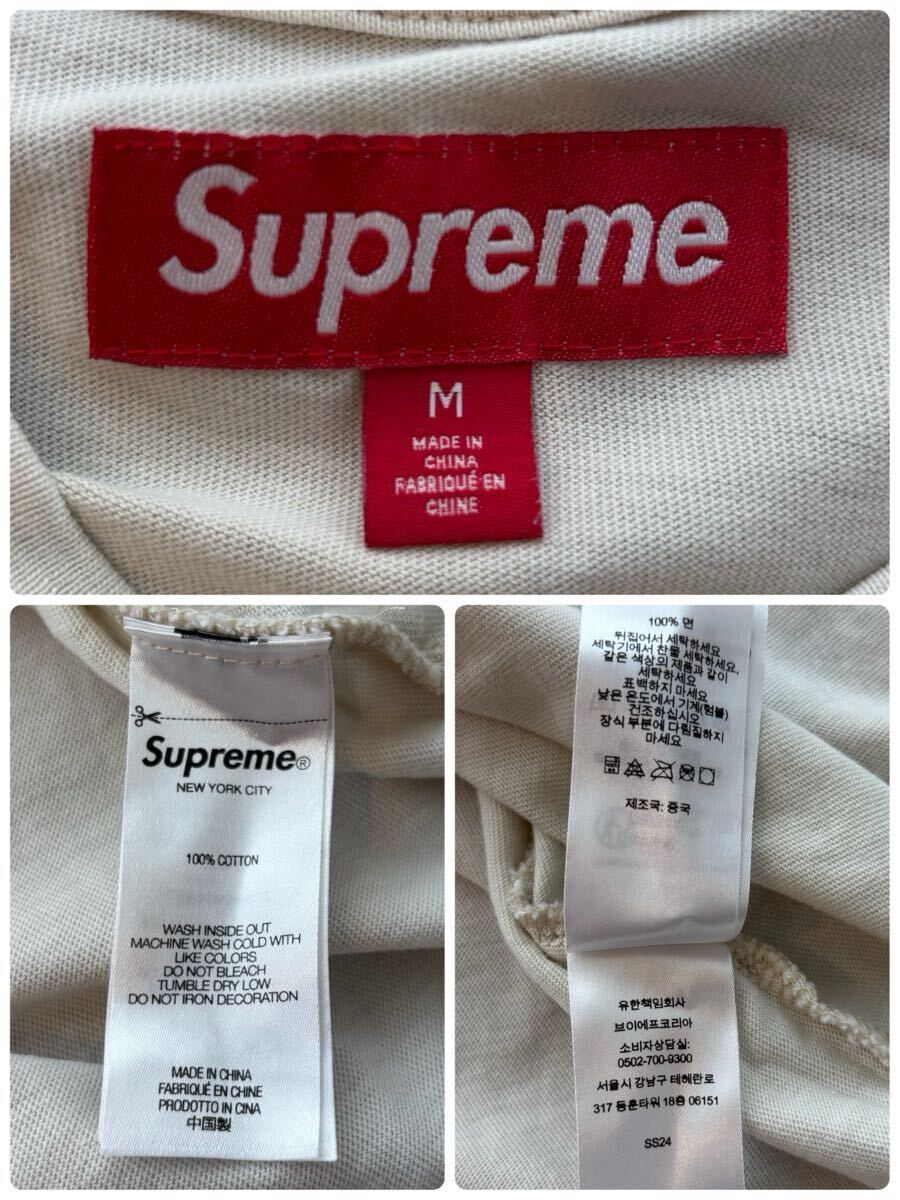 Supreme
M
MADE IN
CHINA
FABRIQUÉ EN
CHINE
Supreme®
NEW YORK CITY
100% COTTON
WASH INSIDE OUT
MACHINE WASH COLD WITH
LIKE COLORS
DO NOT BLEACH
TUMBLE DRY LOW
DO NOT IRON DECORATION
MADE IN CHINA
FABRIQUÉ EN CHINE
PRODOTTO IN CINA
中国製
100% 면
뒤집어서 세탁하세요
세탁기에서 찬물 세탁하세요.
같은 색상의 제품과 같이
세탁하세요
표백하지 마세요
낮은 온도에서 기계(텀블)
건조하십시오
장식 부분에 다림질하지
마세요
제조국: 중국
유한책임회사
브이에프코리아
소비자상담실:
0502-700-9300
서울시 강남구 테헤란로
317 동훈타워 18층 06151
SS24